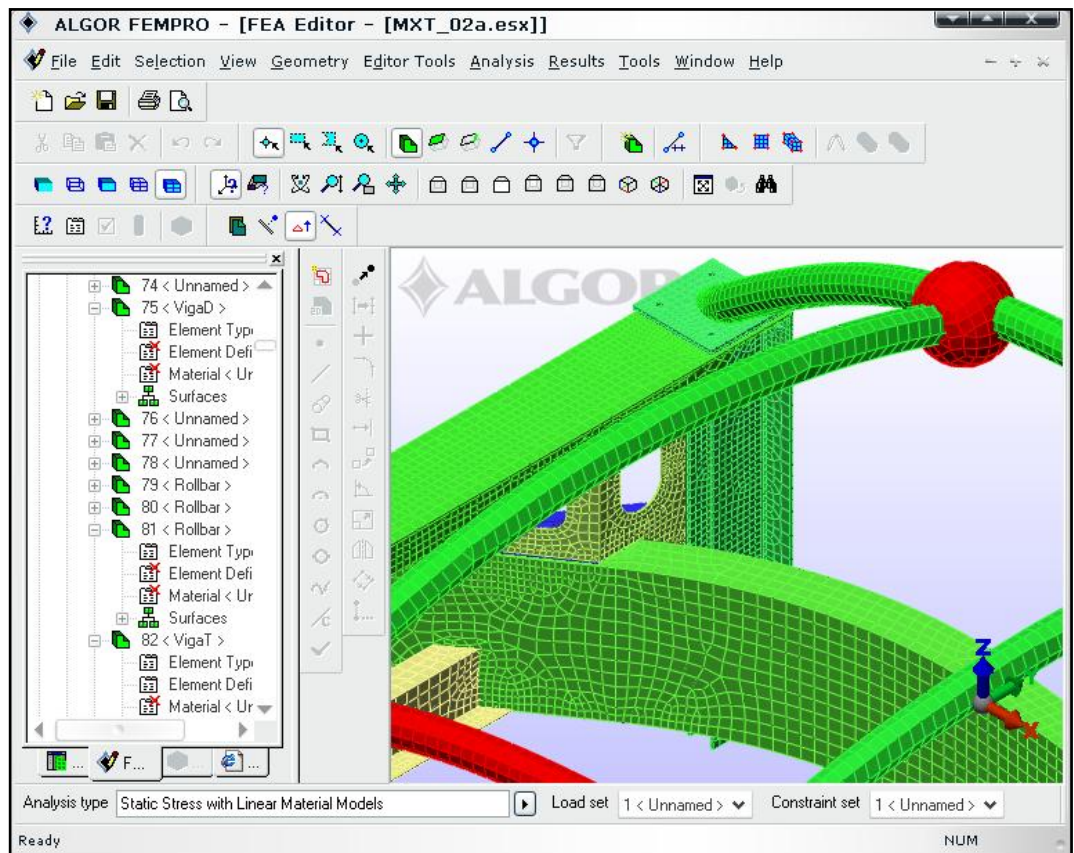 ALGOR FEMPRO - [FEA Editor - [MXT_02a.esx]]
File Edit Selection View Geometry Editor Tools Analysis Results Tools Window Help
ALGOR
74 < Unnamed >
75 < VigaD >
Element Typ
Element Defi
Material < Ur
Surfaces
76 < Unnamed >
77 < Unnamed >
78 < Unnamed >
79 < Rollbar >
80 < Rollbar >
81 < Rollbar >
Element Typ
Element Defi
Material < Ur
Surfaces
82 < VigaT >
Element Typ
Element Defi
Material < Ur
Z
X
... F... ... ...
Analysis type Static Stress with Linear Material Models Load set 1 < Unnamed > Constraint set 1 < Unnamed >
Ready NUM